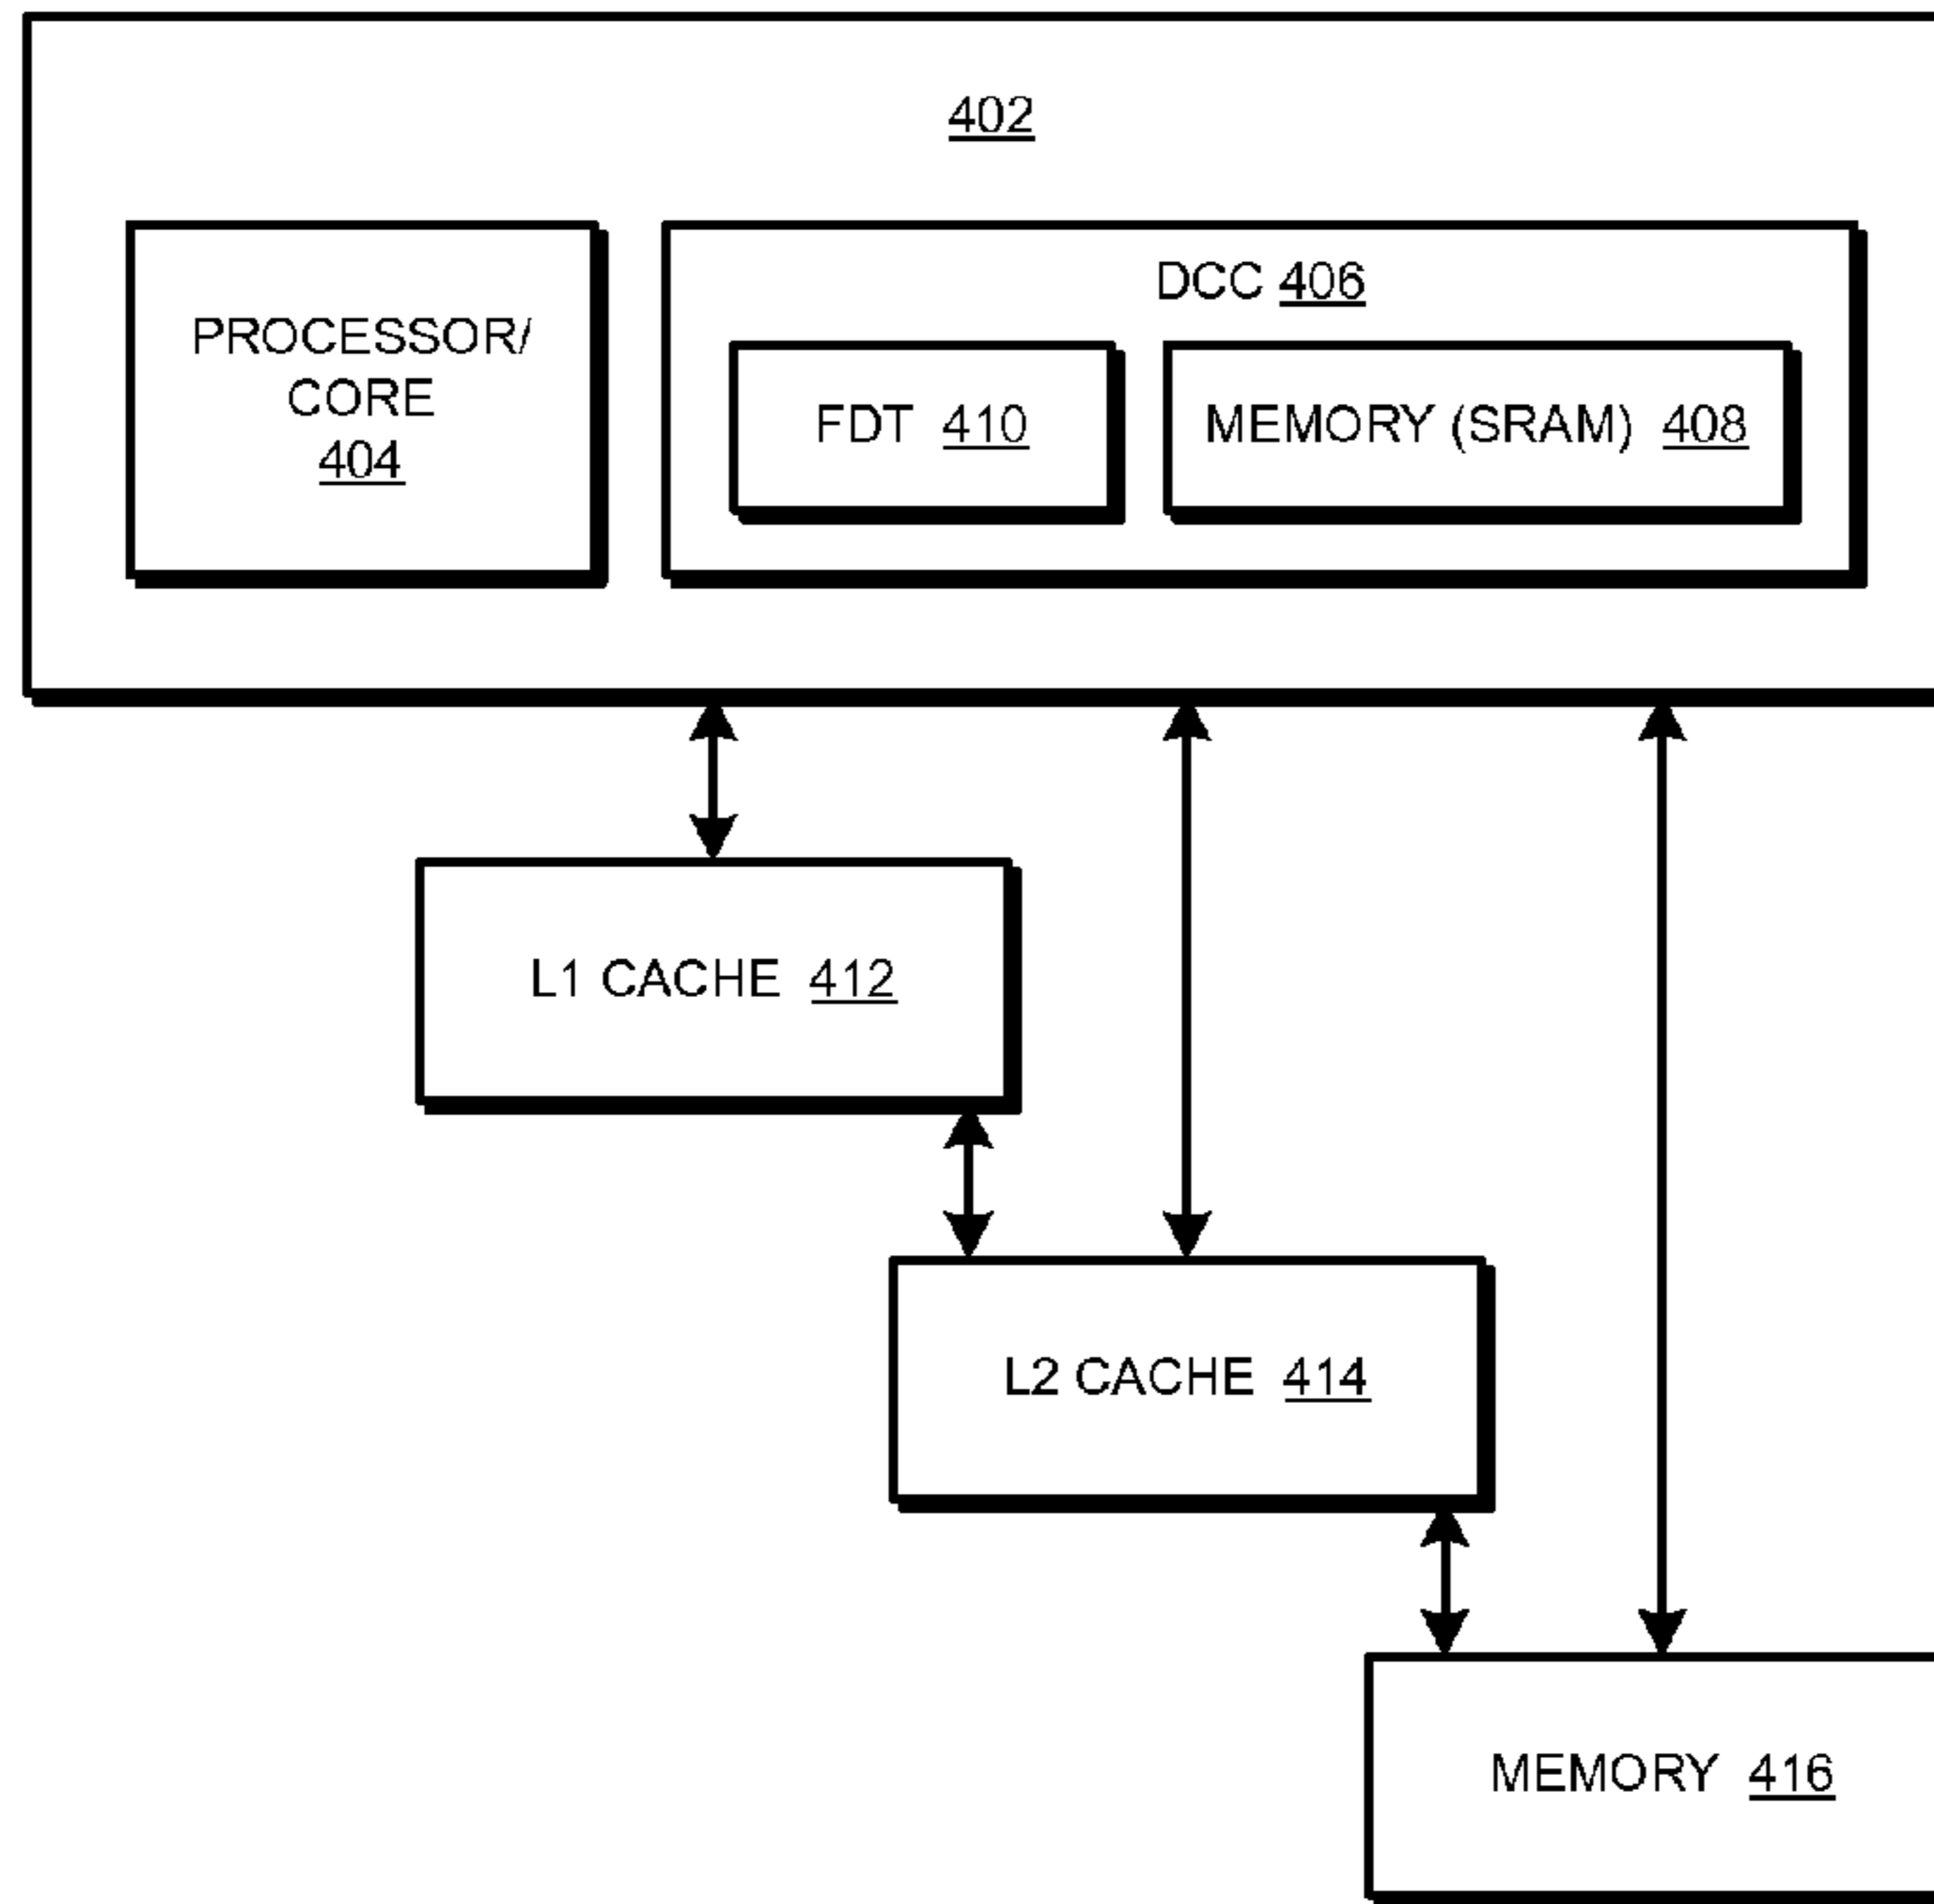 402
PROCESSOR/
CORE
404
DCC 406
FDT 410
MEMORY (SRAM) 408
L1 CACHE 412
L2 CACHE 414
MEMORY 416